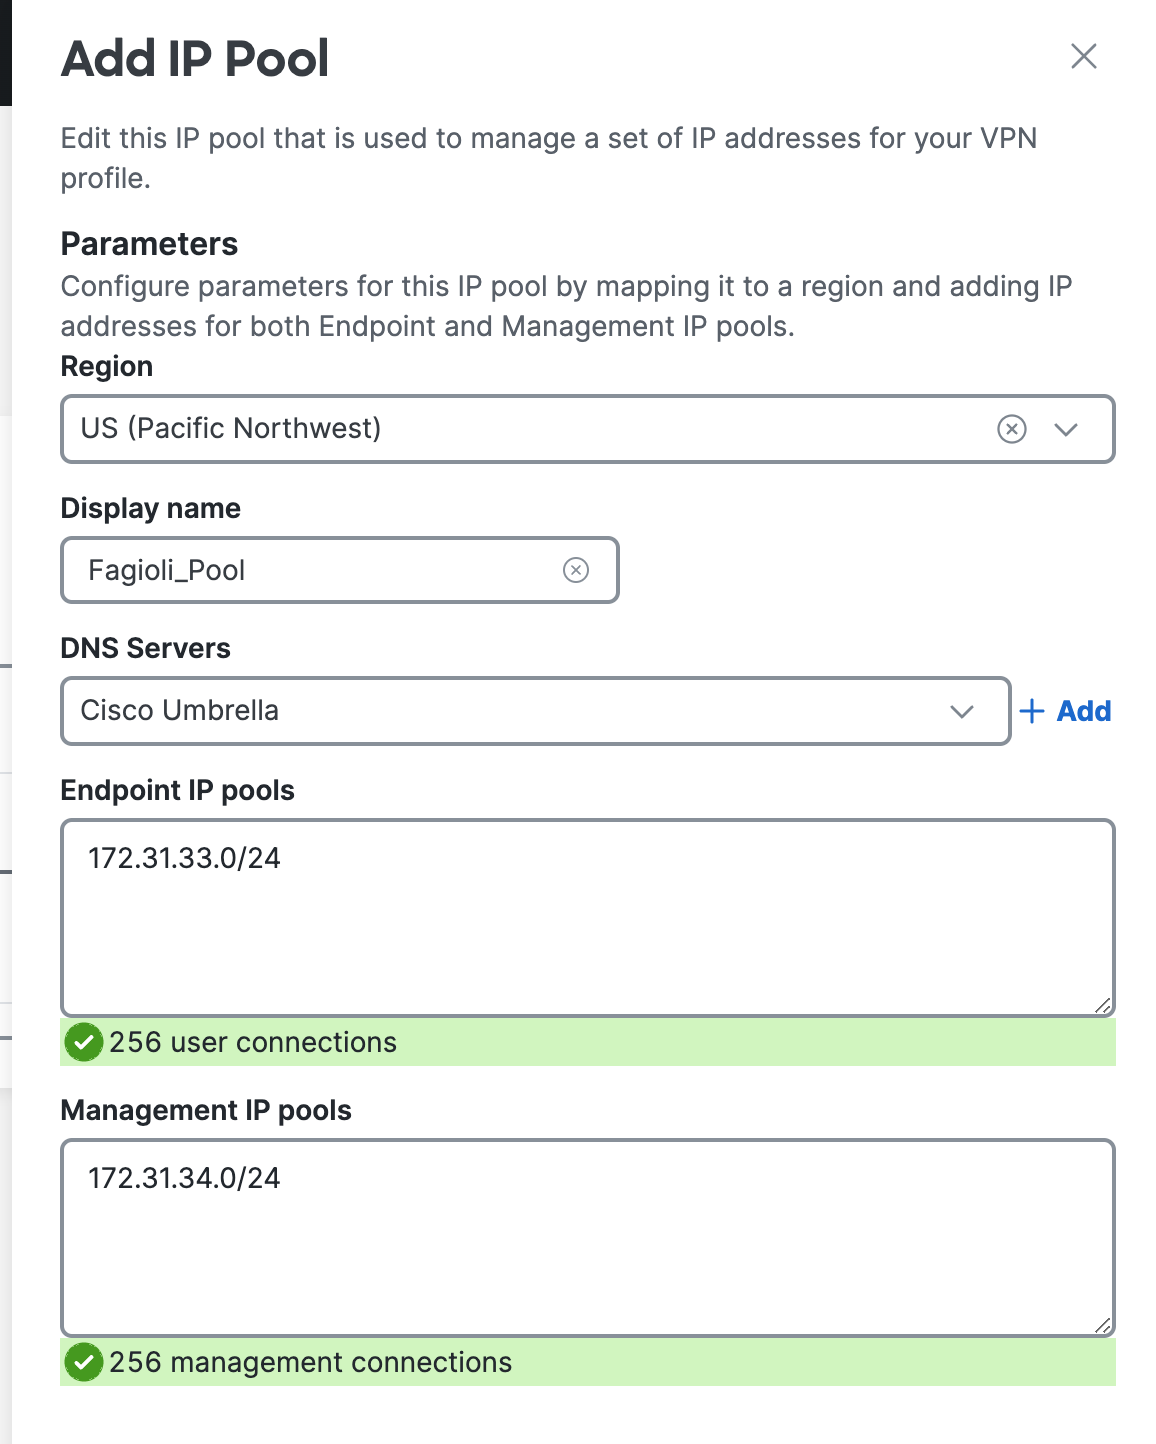 Add IP Pool
Edit this IP pool that is used to manage a set of IP addresses for your VPN
profile.
Parameters
Configure parameters for this IP pool by mapping it to a region and adding IP
addresses for both Endpoint and Management IP pools.
Region
US (Pacific Northwest)
Display name
Fagioli_Pool
DNS Servers
Cisco Umbrella
+ Add
Endpoint IP pools
172.31.33.0/24
256 user connections
Management IP pools
172.31.34.0/24
256 management connections